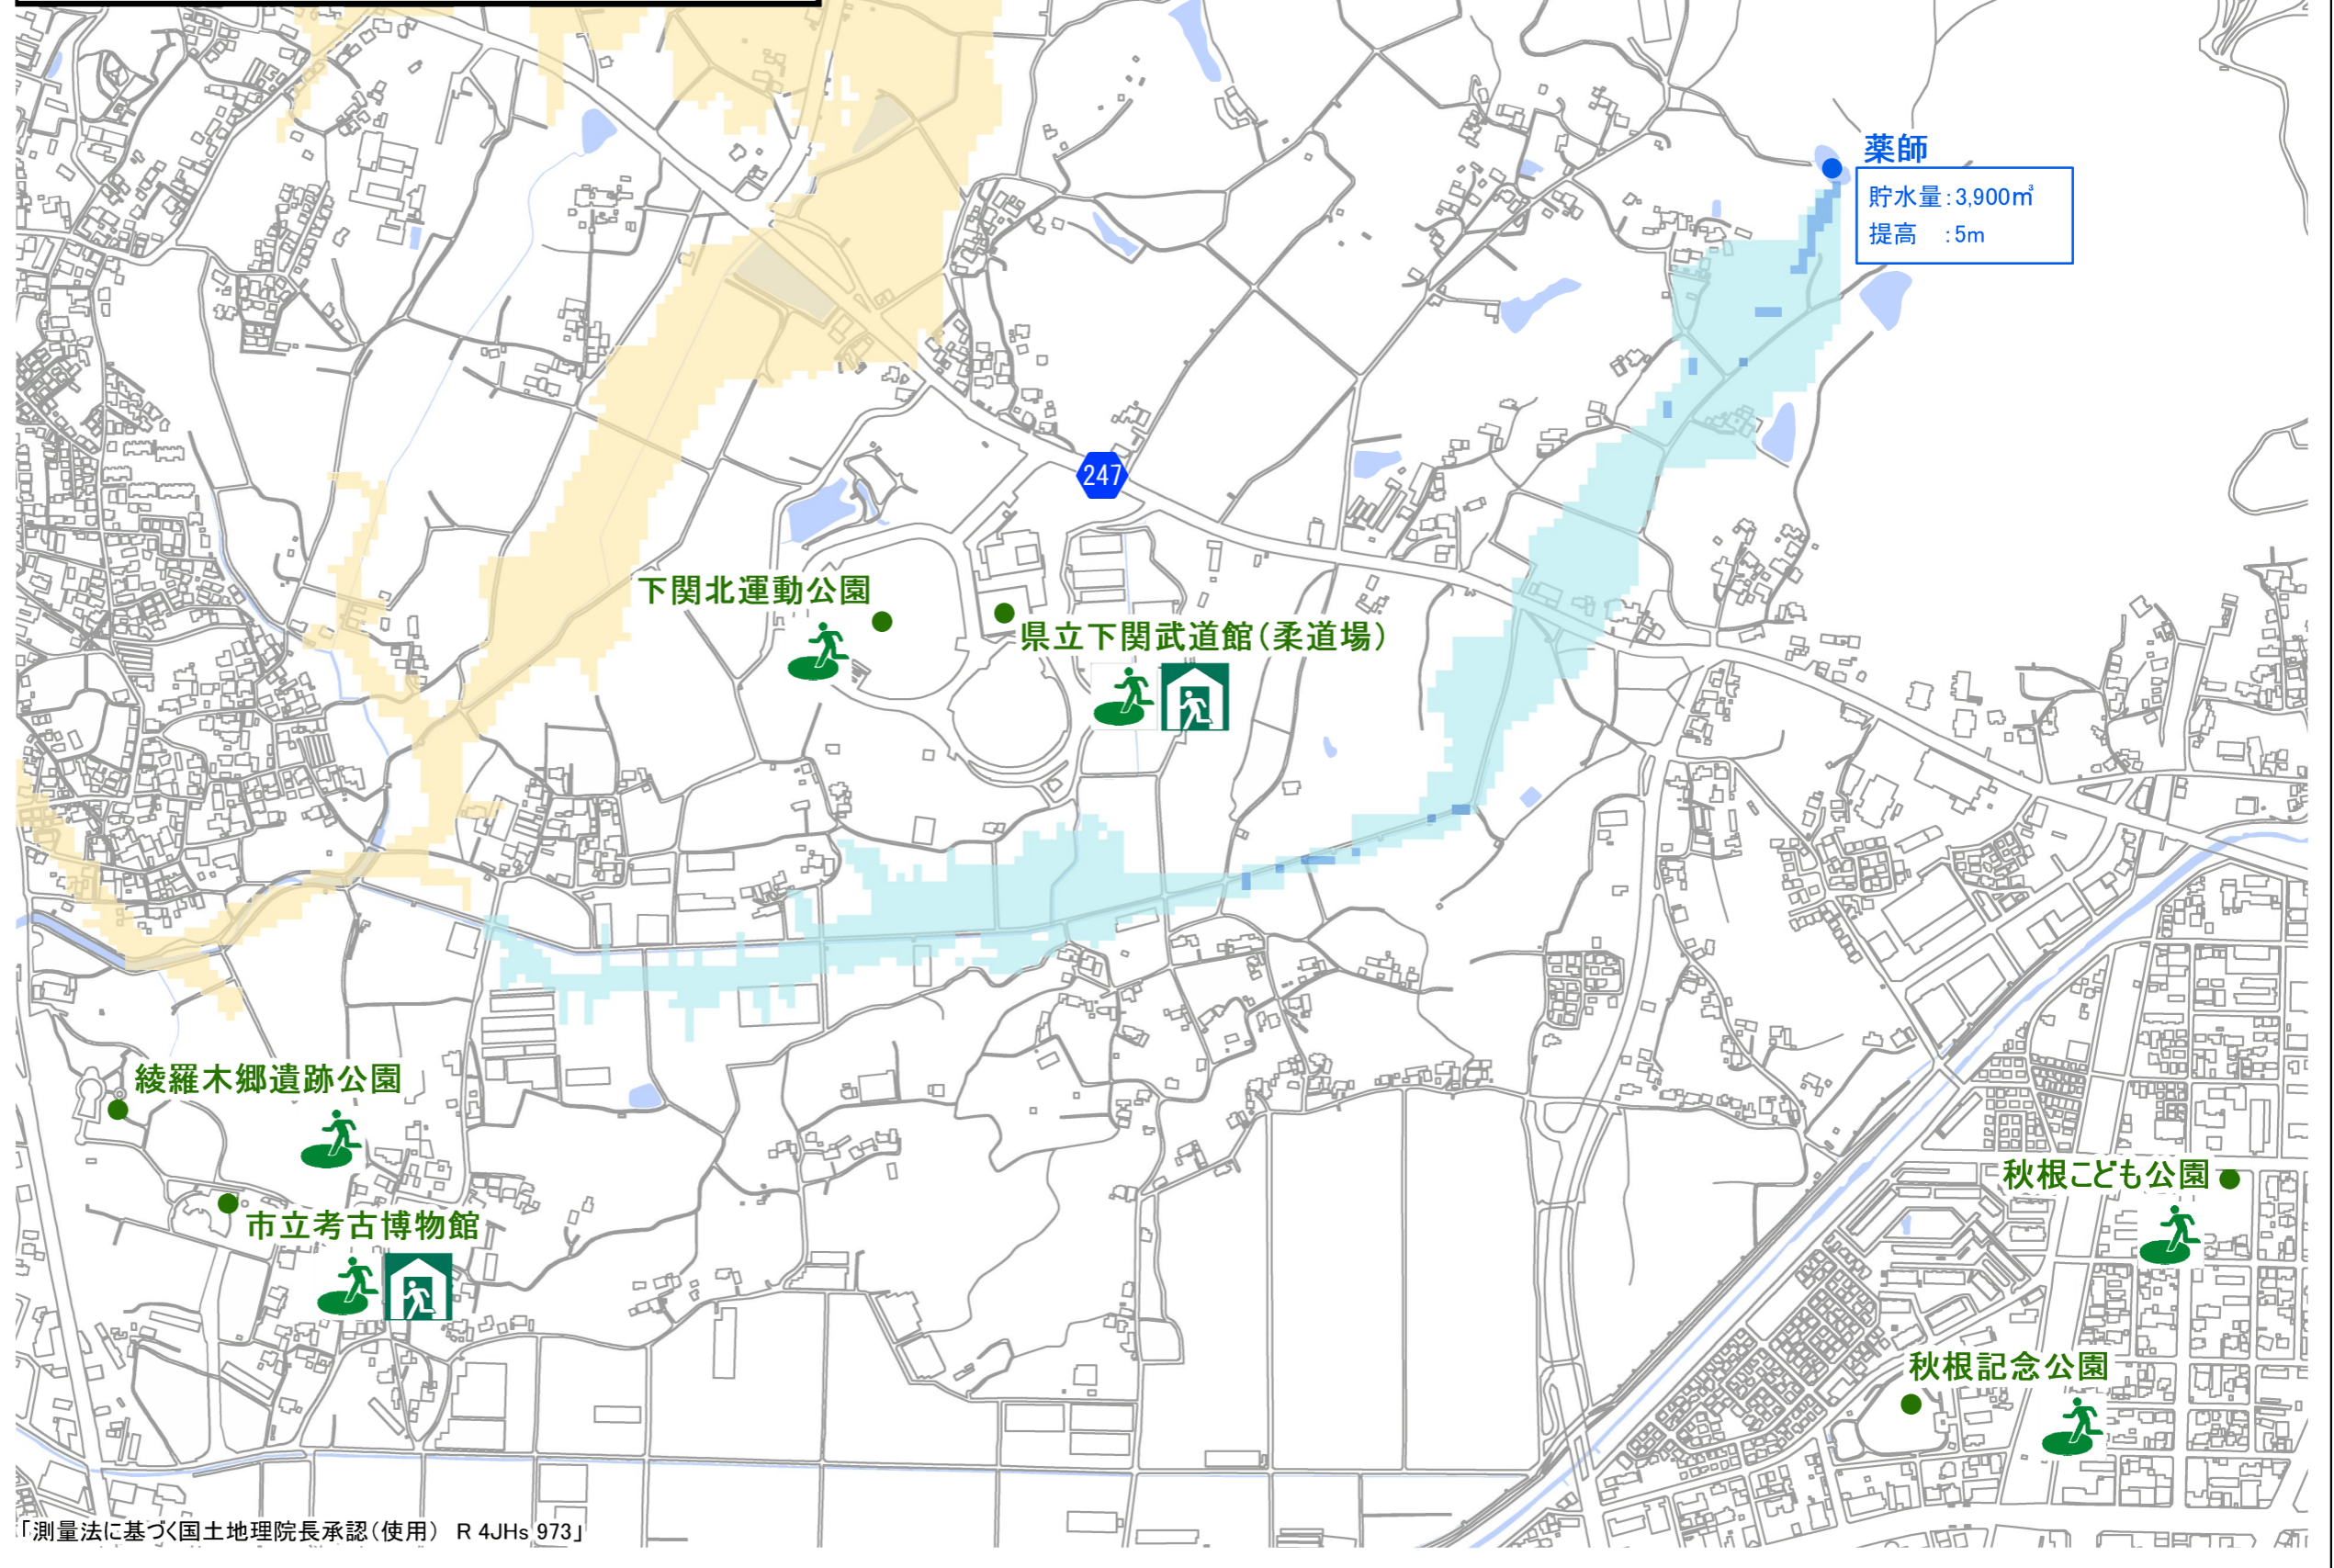 薬師
貯水量:3,900㎥
提高 :5m
247
下関北運動公園
県立下関武道館(柔道場)
綾羅木郷遺跡公園
市立考古博物館
秋根こども公園
秋根記念公園
「測量法に基づく国土地理院長承認(使用) R 4JHs 973」